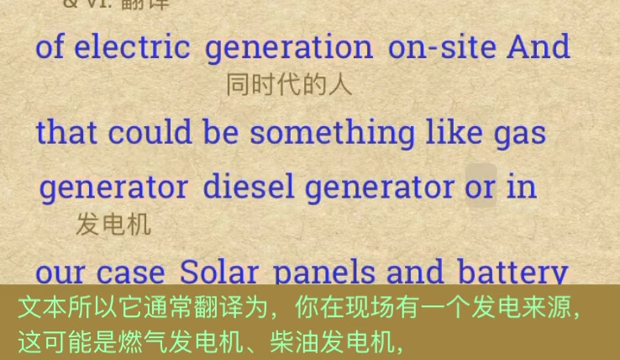 & vi. 翻译
of electric generation on-site And
同时代的人
that could be something like gas
generator diesel generator or in
发电机
our case Solar panels and battery
文本所以它通常翻译为，你在现场有一个发电来源，
这可能是燃气发电机、柴油发电机，